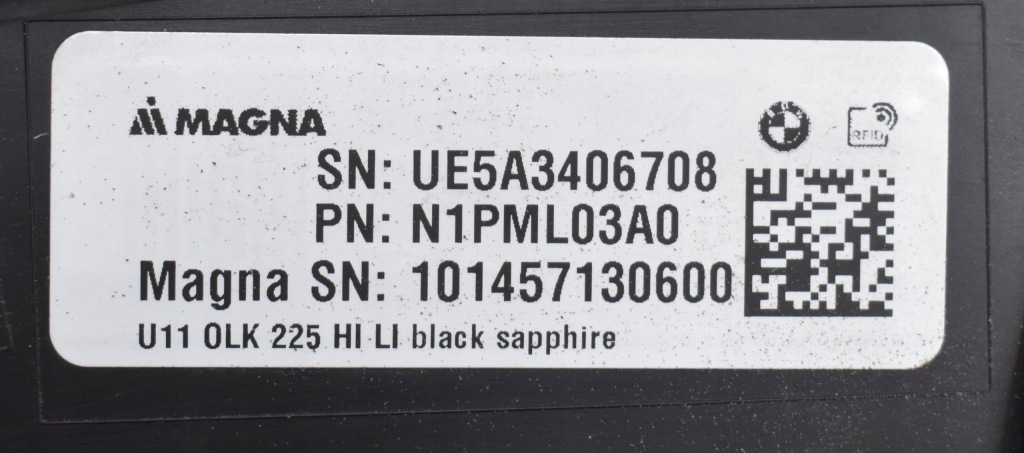 MAGNA
RFID
SN: UE5A3406708
PN: N1PML03A0
Magna SN: 101457130600
U11 OLK 225 HI LI black sapphire